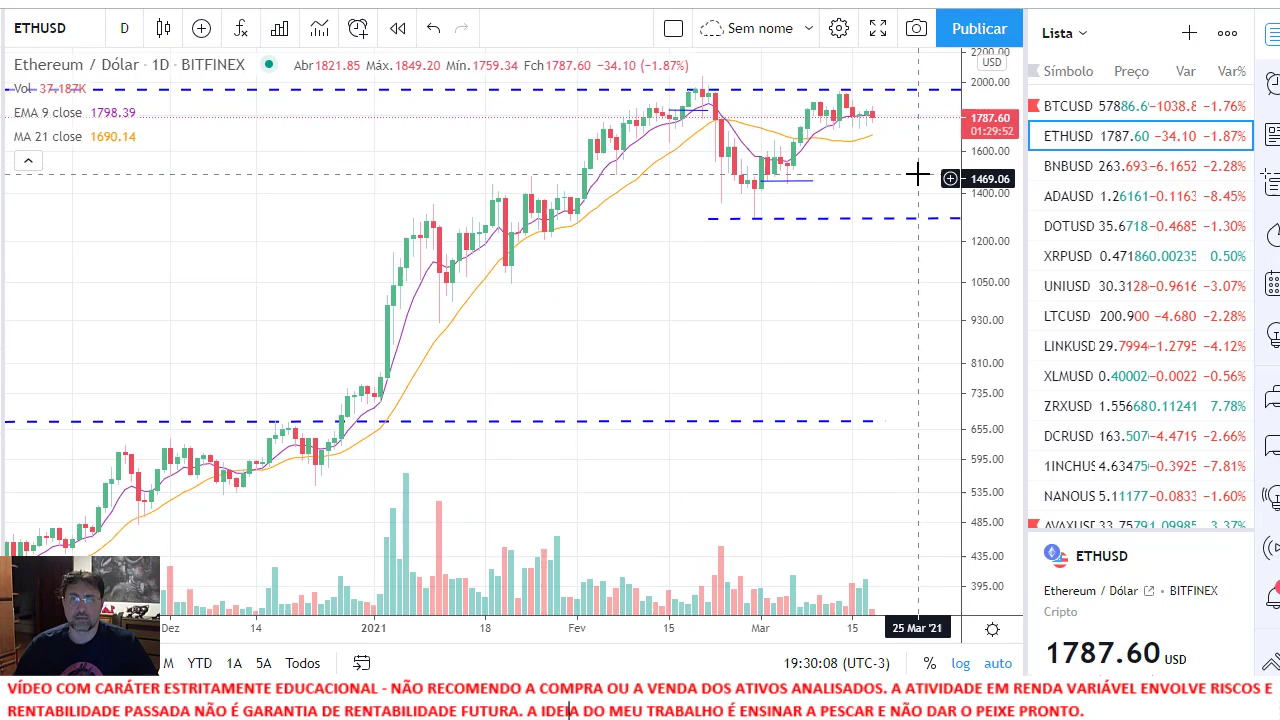 ETHUSD D Sem nome Publicar Lista
Ethereum / Dólar · 1D · BITFINEX Abr1821.85 Máx.1849.20 Mín.1759.34 Fch1787.60 −34.10 (−1.87%)
Vol 37.187K
EMA 9 close 1798.39
MA 21 close 1690.14
2200.00
USD
2000.00
1787.60
01:29:52
1600.00
1469.06
1400.00
1200.00
1050.00
930.00
810.00
735.00
655.00
595.00
535.00
485.00
435.00
395.00
Dez 14 2021 18 Fev 15 Mar 15 25 Mar '21
M YTD 1A 5A Todos 19:30:08 (UTC-3) % log auto
Símbolo Preço Var Var%
BTCUSD 57886.6 −1038.8 −1.76%
ETHUSD 1787.60 −34.10 −1.87%
BNBUSD 263.693 −6.1652 −2.28%
ADAUSD 1.26161 −0.1163 −8.45%
DOTUSD 35.6718 −0.4685 −1.30%
XRPUSD 0.47186 0.00235 0.50%
UNIUSD 30.3128 −0.9616 −3.07%
LTCUSD 200.900 −4.680 −2.28%
LINKUSD 29.7994 −1.2795 −4.12%
XLMUSD 0.40002 −0.0022 −0.56%
ZRXUSD 1.55668 0.11241 7.78%
DCRUSD 163.507 −4.4719 −2.66%
1INCHUS 4.63475 −0.3925 −7.81%
NANOUS 5.11177 −0.0833 −1.60%
ETHUSD
Ethereum / Dólar · BITFINEX
Cripto
1787.60 USD
VÍDEO COM CARÁTER ESTRITAMENTE EDUCACIONAL - NÃO RECOMENDO A COMPRA OU A VENDA DOS ATIVOS ANALISADOS. A ATIVIDADE EM RENDA VARIÁVEL ENVOLVE RISCOS E
RENTABILIDADE PASSADA NÃO É GARANTIA DE RENTABILIDADE FUTURA. A IDEIA DO MEU TRABALHO É ENSINAR A PESCAR E NÃO DAR O PEIXE PRONTO.